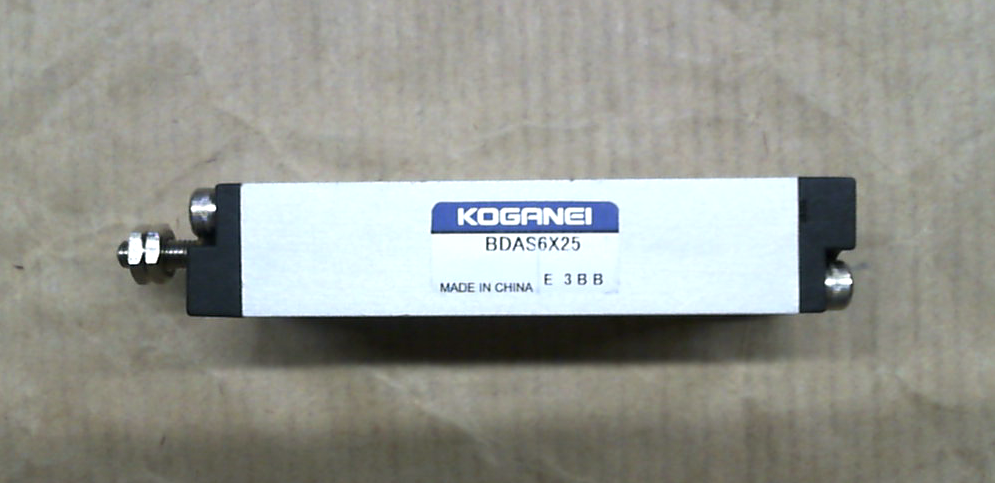 KOGANEI
BDAS6X25
MADE IN CHINA E 3BB